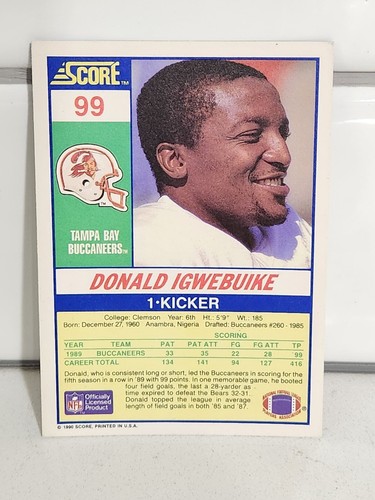 SCORE™
99
TAMPA BAY
BUCCANEERS™
DONALD IGWEBUIKE
1•KICKER
College: Clemson Year: 6th Ht.: 5'9" Wt.: 185
Born: December 27, 1960 Anambra, Nigeria Drafted: Buccaneers #260 - 1985
SCORING
YEAR TEAM PAT PAT ATT FG FG ATT TP
1989 BUCCANEERS 33 35 22 28 99
CAREER TOTAL 134 141 94 127 416
Donald, who is consistent long or short, led the Buccaneers in scoring for the
fifth season in a row in '89 with 99 points. In one memorable game, he booted
four field goals, the last a 28-yarder as
time expired to defeat the Bears 32-31.
Donald topped the league in average
length of field goals in both '85 and '87.
NFL
Officially
Licensed
Product
© 1990 SCORE, PRINTED IN U.S.A.